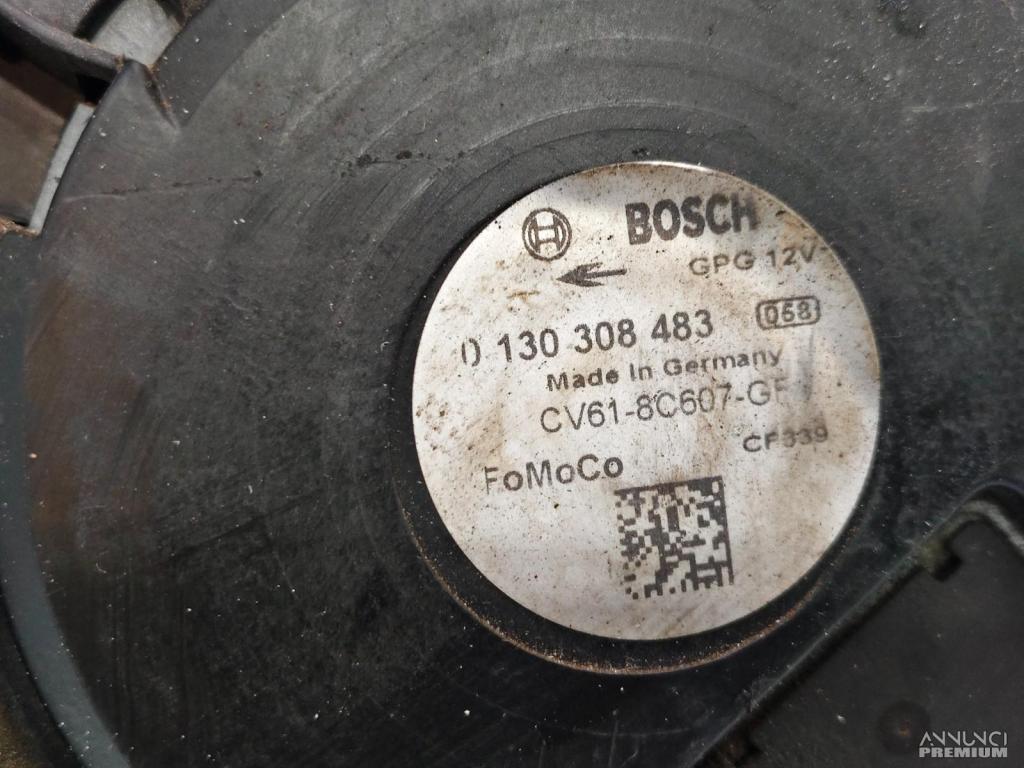 BOSCH
GPG 12V
0 130 308 483 068
Made In Germany
CV61-8C607-GF
CF339
FoMoCo
ANNUNCI
PREMIUM